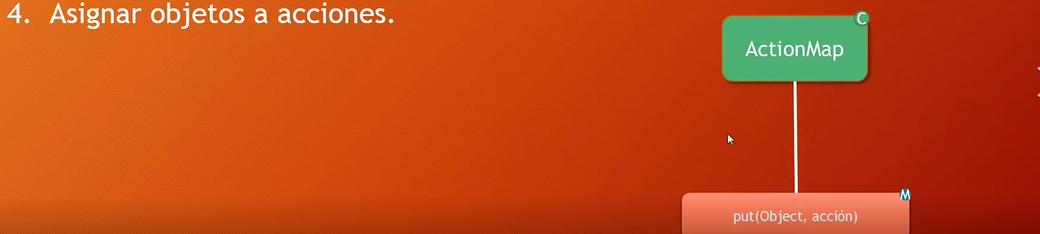 4. Asignar objetos a acciones.
C
ActionMap
M
put(Object, acción)